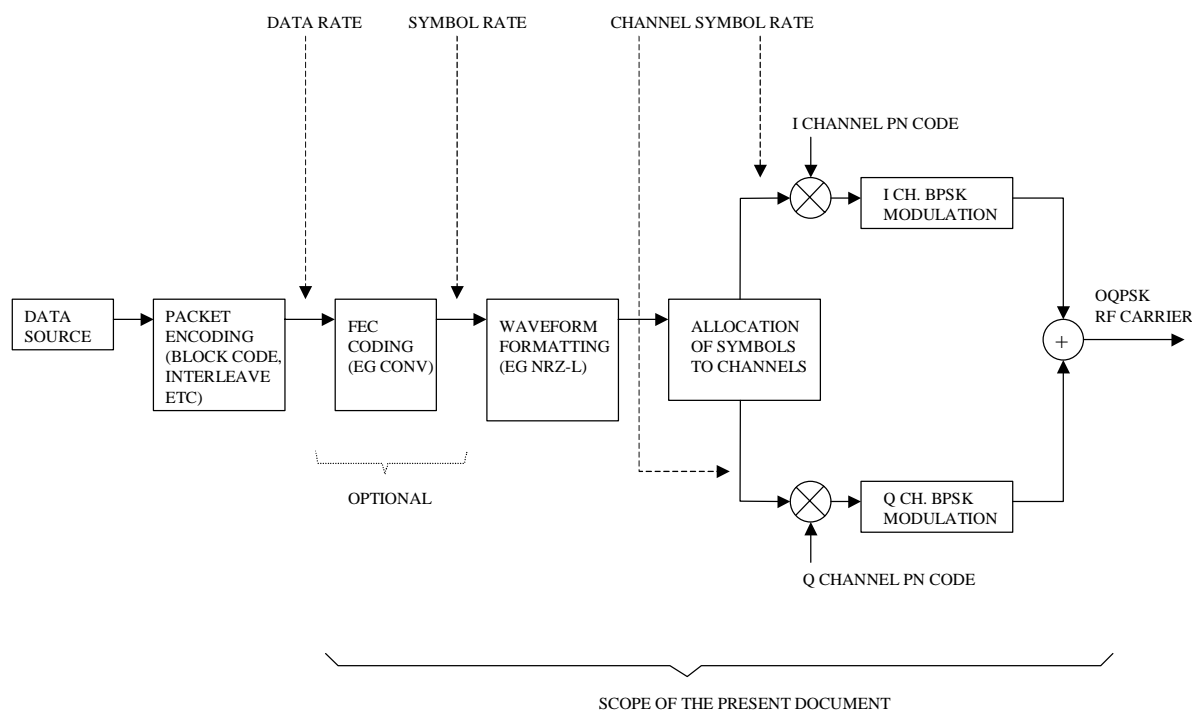 DATA RATE
SYMBOL RATE
CHANNEL SYMBOL RATE
I CHANNEL PN CODE
I CH. BPSK
MODULATION
DATA
SOURCE
PACKET
ENCODING
(BLOCK CODE,
INTERLEAVE
ETC)
FEC
CODING
(EG CONV)
WAVEFORM
FORMATTING
(EG NRZ-L)
ALLOCATION
OF SYMBOLS
TO CHANNELS
OQPSK
RF CARRIER
+
OPTIONAL
Q CH. BPSK
MODULATION
Q CHANNEL PN CODE
SCOPE OF THE PRESENT DOCUMENT